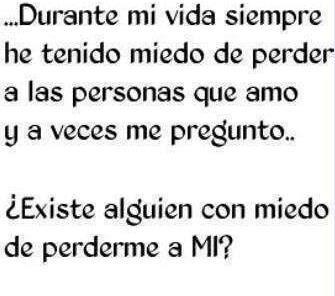 ...Durante mi vida siempre
he tenido miedo de perder
a las personas que amo
y a veces me pregunto..
¿Existe alguien con miedo
de perderme a MI?